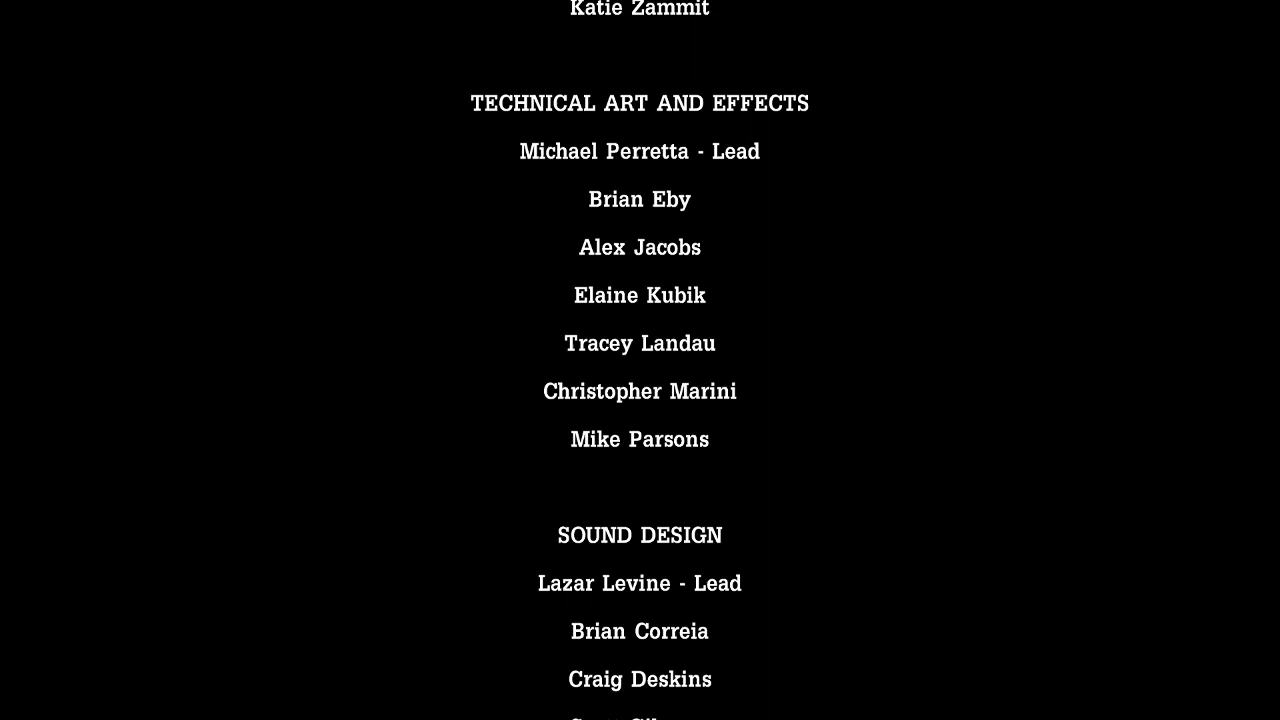 Katie Zammit
TECHNICAL ART AND EFFECTS
Michael Perretta - Lead
Brian Eby
Alex Jacobs
Elaine Kubik
Tracey Landau
Christopher Marini
Mike Parsons
SOUND DESIGN
Lazar Levine - Lead
Brian Correia
Craig Deskins